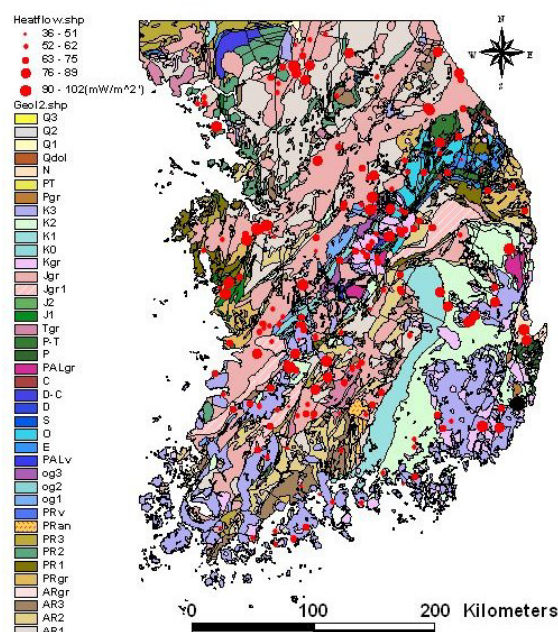 Heatflow.shp
36 - 51
52 - 62
63 - 75
76 - 89
90 - 102(mW/m^2')
Geol2.shp
Q3
Q2
Q1
Qdol
N
PT
Pgr
K3
K2
K1
K0
Kgr
Jgr
Jgr1
J2
J1
Tgr
P-T
P
PALgr
C
D-C
D
S
O
E
PALv
og3
og2
og1
PRv
PRan
PR3
PR2
PR1
PRgr
ARgr
AR3
AR2
AR1
N
W E
S
0 100 200 Kilometers